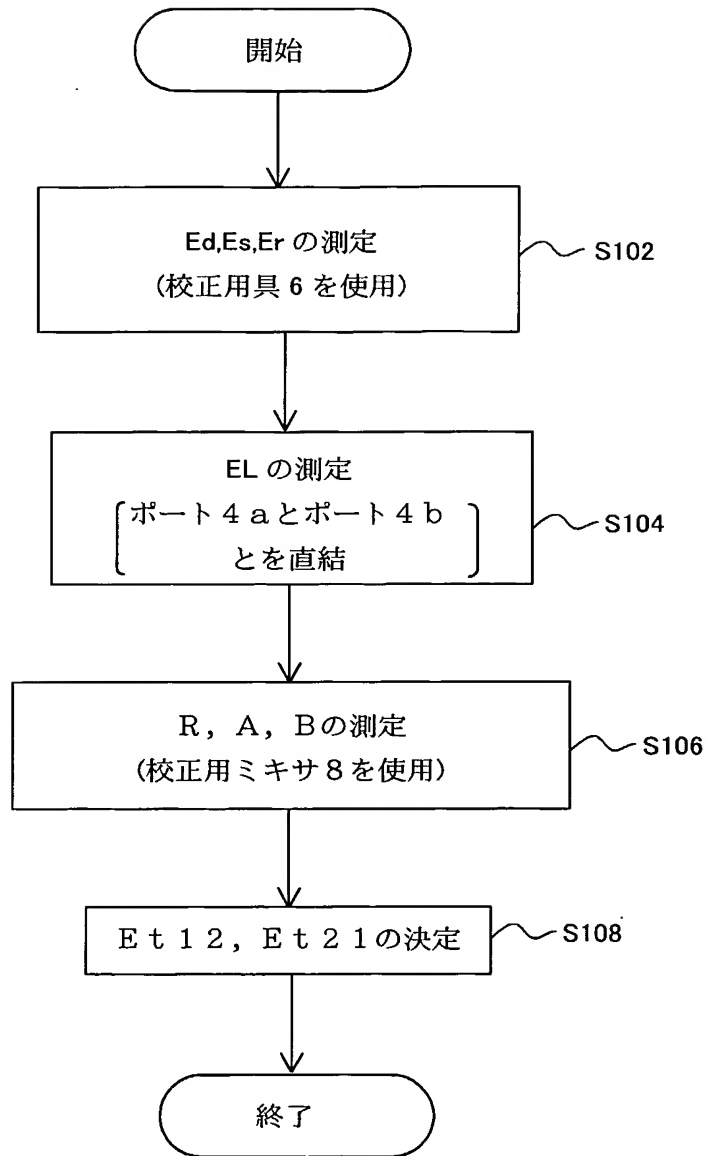 開始
Ed,Es,Er の測定
(校正用具 6 を使用)
S102
EL の測定
ポート４ａとポート４ｂ
とを直結
S104
Ｒ，Ａ，Ｂの測定
(校正用ミキサ８を使用)
S106
Ｅｔ１２，Ｅｔ２１の決定
S108
終了